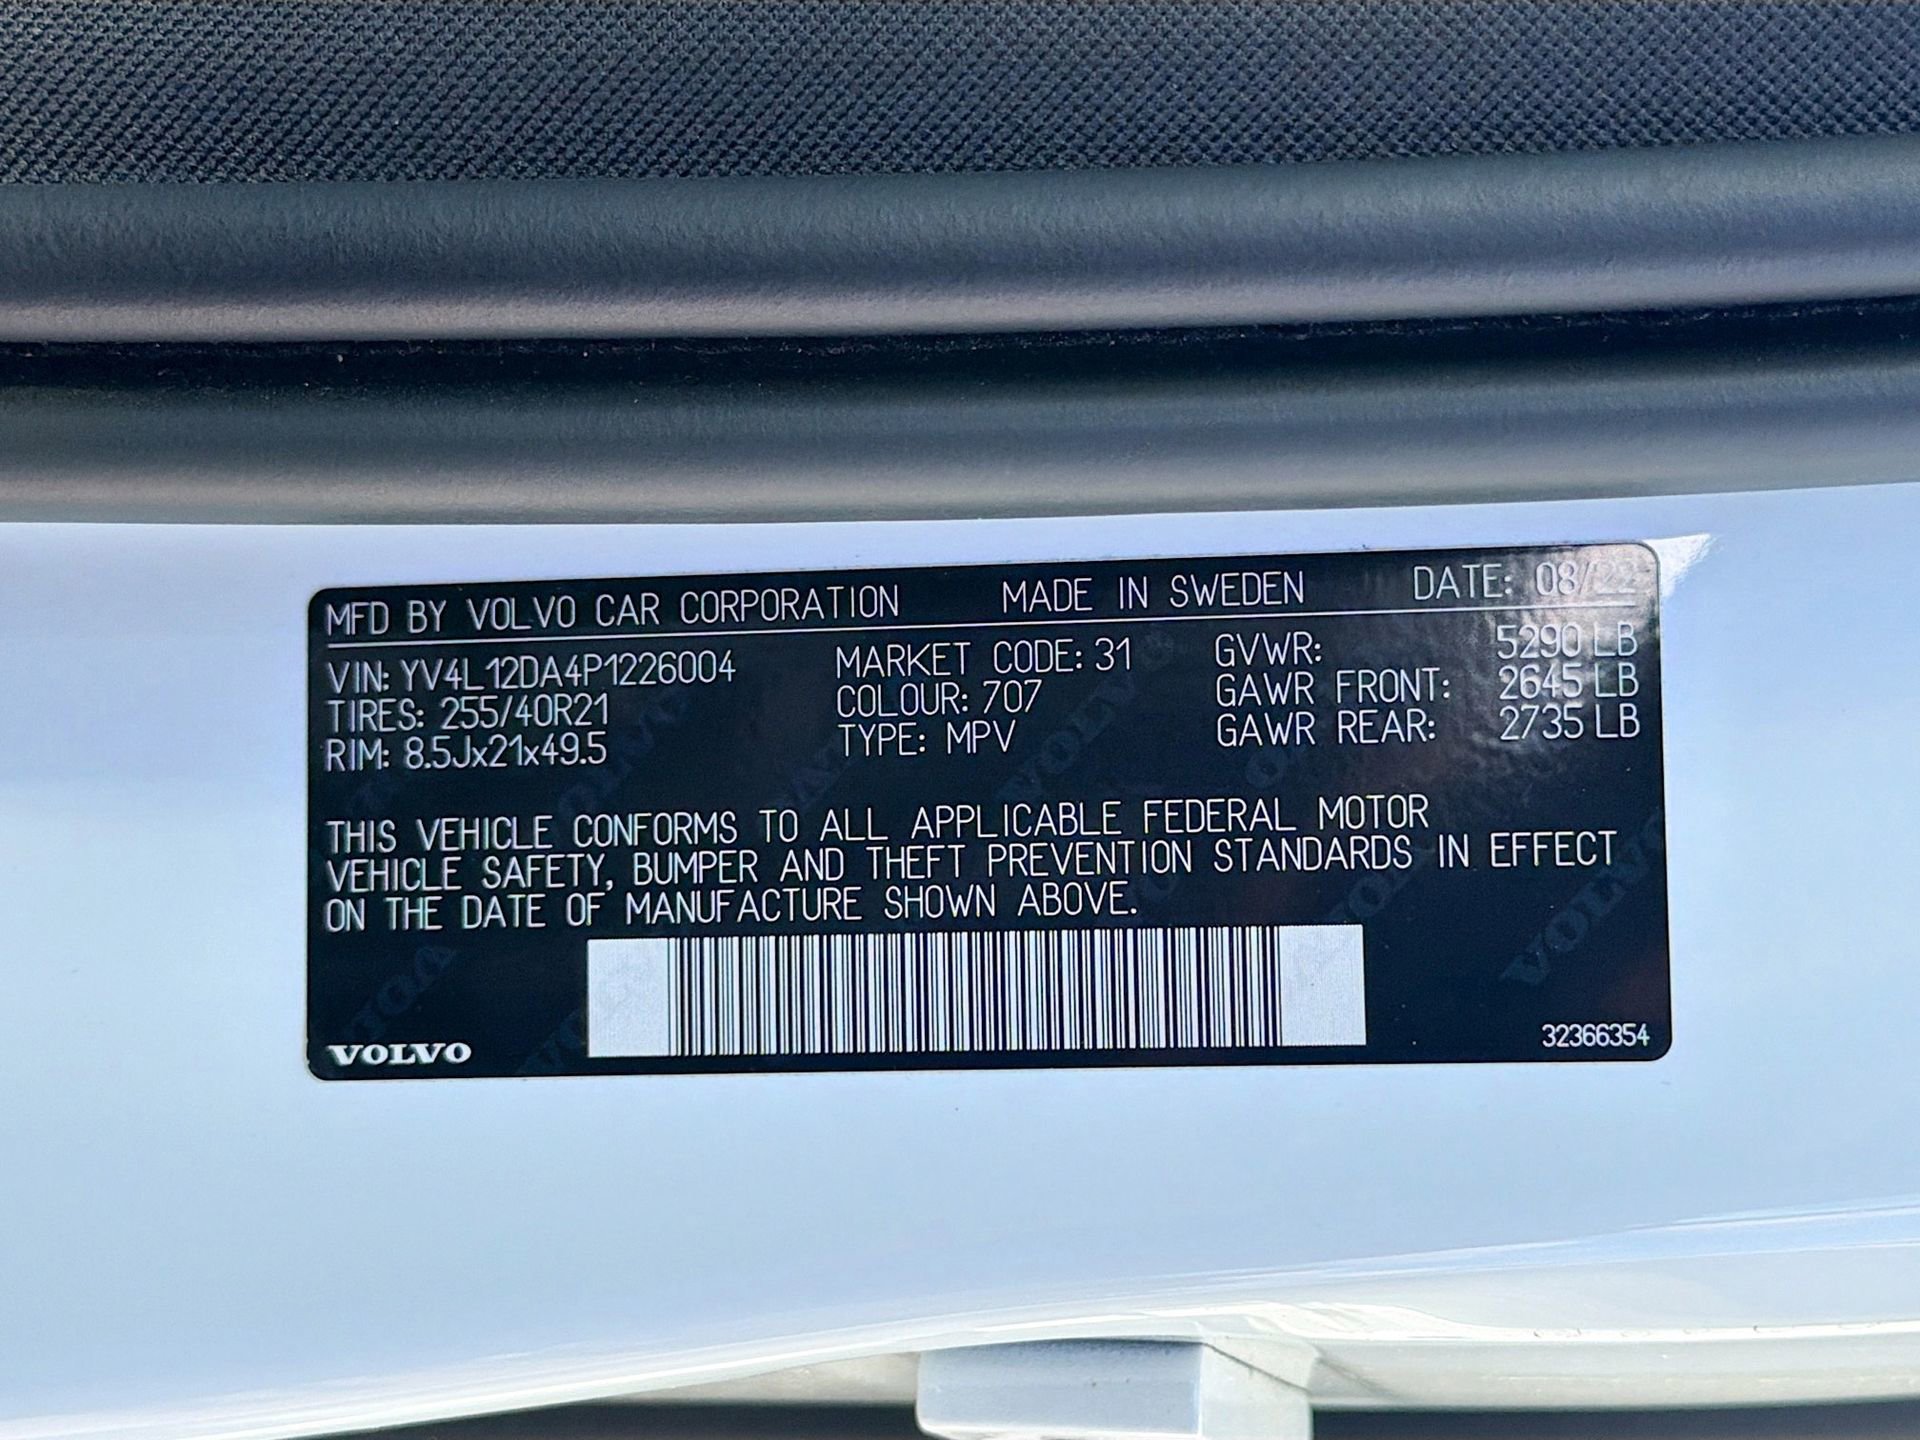 MFD BY VOLVO CAR CORPORATION MADE IN SWEDEN DATE: 08/22
VIN: YV4L12DA4P1226004 MARKET CODE: 31 GVWR: 5290 LB
TIRES: 255/40R21 COLOUR: 707 GAWR FRONT: 2645 LB
RIM: 8.5Jx21x49.5 TYPE: MPV GAWR REAR: 2735 LB
THIS VEHICLE CONFORMS TO ALL APPLICABLE FEDERAL MOTOR
VEHICLE SAFETY, BUMPER AND THEFT PREVENTION STANDARDS IN EFFECT
ON THE DATE OF MANUFACTURE SHOWN ABOVE.
VOLVO 32366354